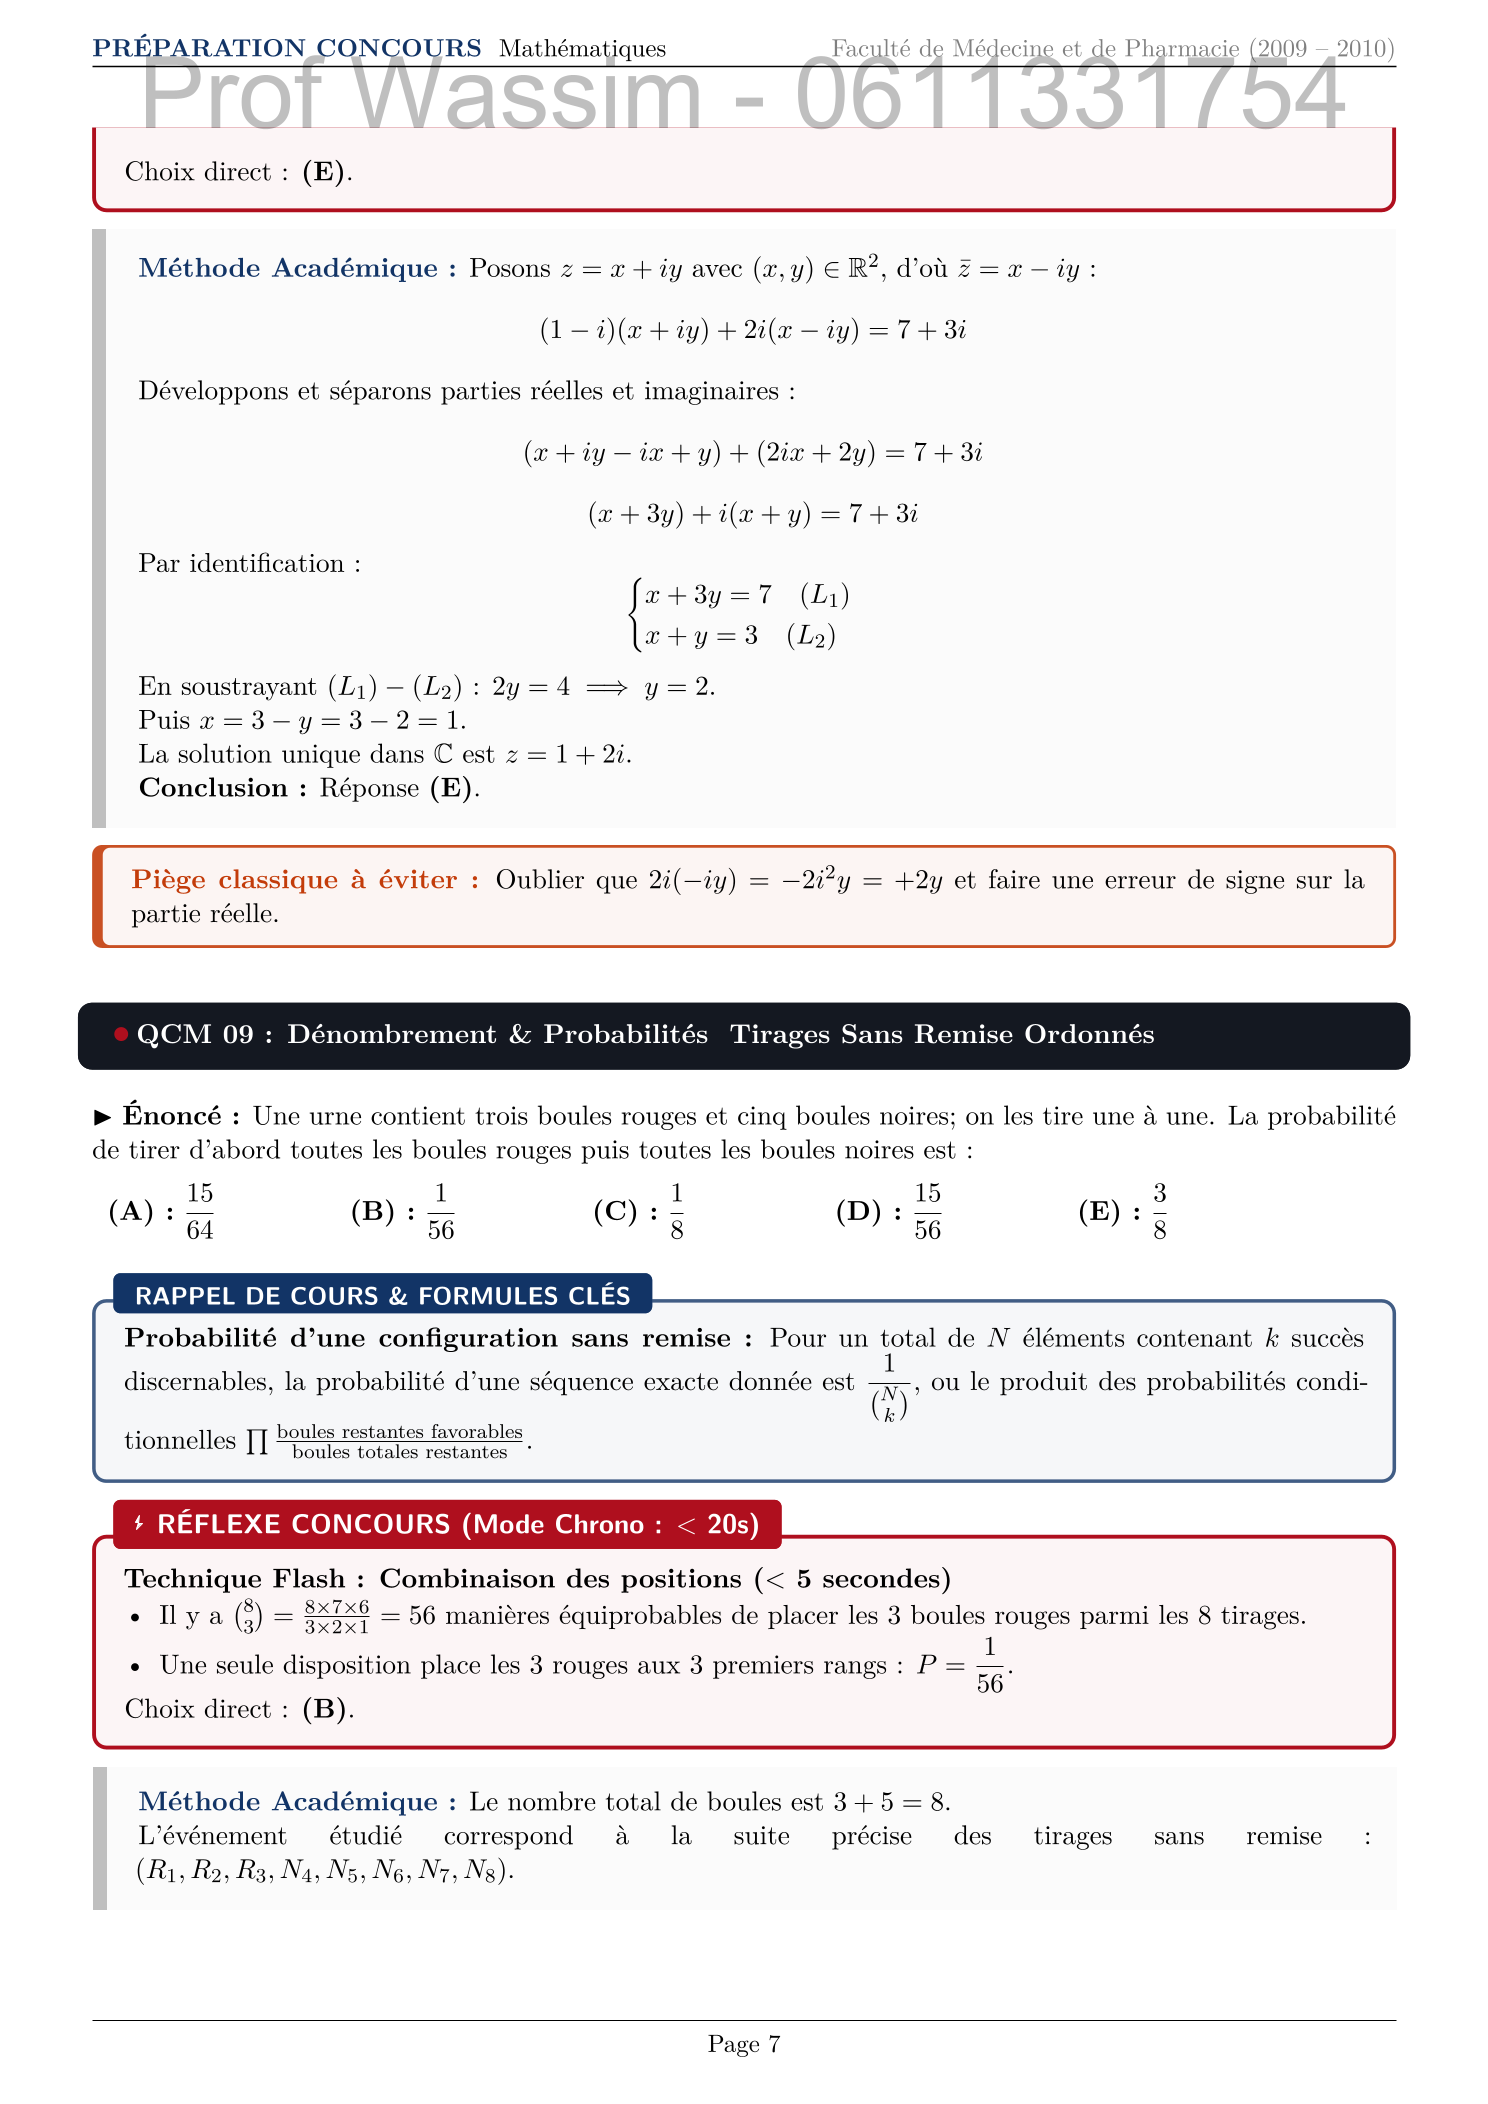 PRÉPARATION CONCOURS Mathématiques Faculté de Médecine et de Pharmacie (2009 – 2010)
Prof Wassim - 0611331754
Choix direct : (E).
Méthode Académique : Posons z = x + iy avec (x, y) ∈ ℝ², d'où z̄ = x − iy :
(1 − i)(x + iy) + 2i(x − iy) = 7 + 3i
Développons et séparons parties réelles et imaginaires :
(x + iy − ix + y) + (2ix + 2y) = 7 + 3i
(x + 3y) + i(x + y) = 7 + 3i
Par identification :
{ x + 3y = 7 (L₁)
x + y = 3 (L₂)
En soustrayant (L₁) − (L₂) : 2y = 4 ⟹ y = 2.
Puis x = 3 − y = 3 − 2 = 1.
La solution unique dans ℂ est z = 1 + 2i.
Conclusion : Réponse (E).
Piège classique à éviter : Oublier que 2i(−iy) = −2i²y = +2y et faire une erreur de signe sur la
partie réelle.
• QCM 09 : Dénombrement & Probabilités Tirages Sans Remise Ordonnés
▶ Énoncé : Une urne contient trois boules rouges et cinq boules noires; on les tire une à une. La probabilité
de tirer d'abord toutes les boules rouges puis toutes les boules noires est :
(A) : 15/64 (B) : 1/56 (C) : 1/8 (D) : 15/56 (E) : 3/8
RAPPEL DE COURS & FORMULES CLÉS
Probabilité d'une configuration sans remise : Pour un total de N éléments contenant k succès
discernables, la probabilité d'une séquence exacte donnée est 1/(N k), ou le produit des probabilités condi-
tionnelles ∏ boules restantes favorables/boules totales restantes.
⚡ RÉFLEXE CONCOURS (Mode Chrono : < 20s)
Technique Flash : Combinaison des positions (< 5 secondes)
• Il y a (8 3) = 8×7×6/3×2×1 = 56 manières équiprobables de placer les 3 boules rouges parmi les 8 tirages.
• Une seule disposition place les 3 rouges aux 3 premiers rangs : P = 1/56.
Choix direct : (B).
Méthode Académique : Le nombre total de boules est 3 + 5 = 8.
L'événement étudié correspond à la suite précise des tirages sans remise :
(R₁, R₂, R₃, N₄, N₅, N₆, N₇, N₈).
Page 7